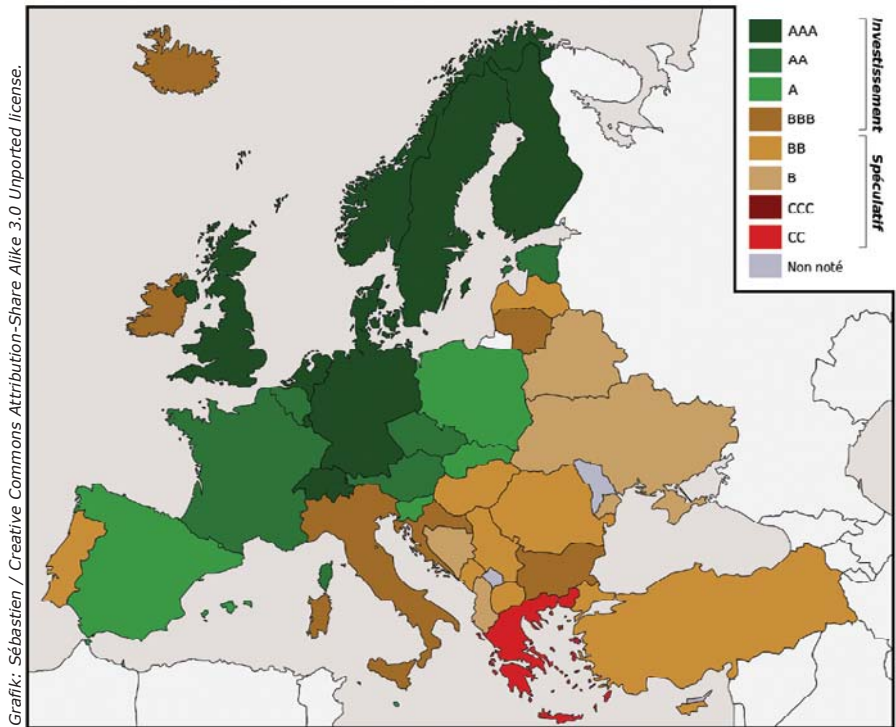 Grafik: Sébastien / Creative Commons Attribution-Share Alike 3.0 Unported license.
AAA
AA
A
BBB
BB
B
CCC
CC
Non noté
Investissement
Spéculatif